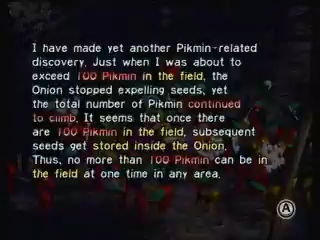 I have made yet another Pikmin-related
discovery. Just when I was about to
exceed 100 Pikmin in the field, the
Onion stopped expelling seeds, yet
the total number of Pikmin continued
to climb. It seems that once there
are 100 Pikmin in the field, subsequent
seeds get stored inside the Onion.
Thus, no more than 100 Pikmin can be in
the field at one time in any area.
A